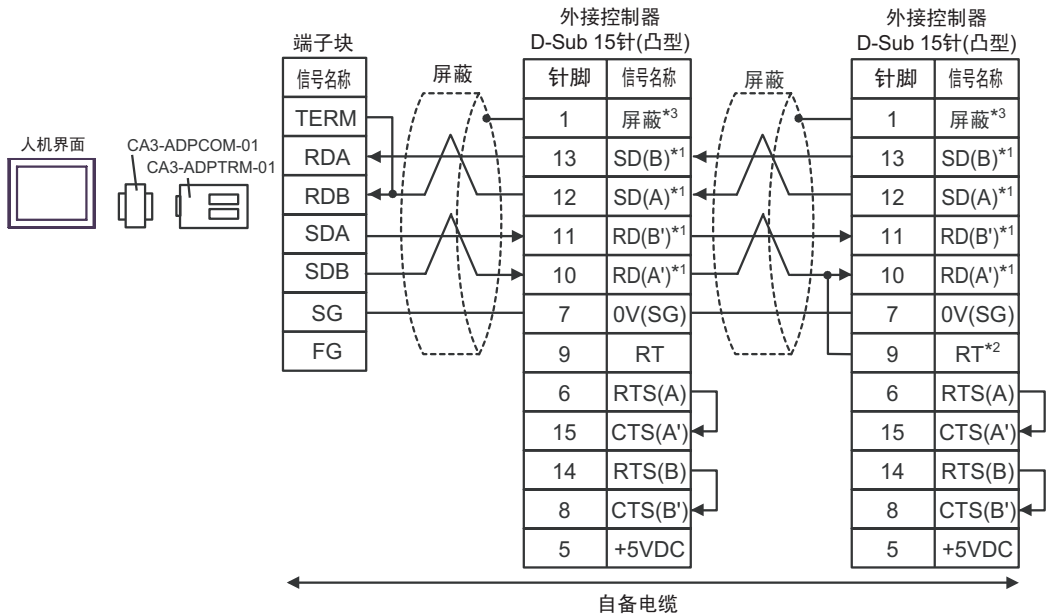 外接控制器
D-Sub 15针(凸型)
外接控制器
D-Sub 15针(凸型)
端子块
屏蔽
屏蔽
信号名称
针脚 信号名称
针脚 信号名称
人机界面
CA3-ADPCOM-01
CA3-ADPTRM-01
TERM
RDA
RDB
SDA
SDB
SG
FG
1 屏蔽*3
13 SD(B)*1
12 SD(A)*1
11 RD(B')*1
10 RD(A')*1
7 0V(SG)
9 RT
6 RTS(A)
15 CTS(A')
14 RTS(B)
8 CTS(B')
5 +5VDC
1 屏蔽*3
13 SD(B)*1
12 SD(A)*1
11 RD(B')*1
10 RD(A')*1
7 0V(SG)
9 RT*2
6 RTS(A)
15 CTS(A')
14 RTS(B)
8 CTS(B')
5 +5VDC
自备电缆